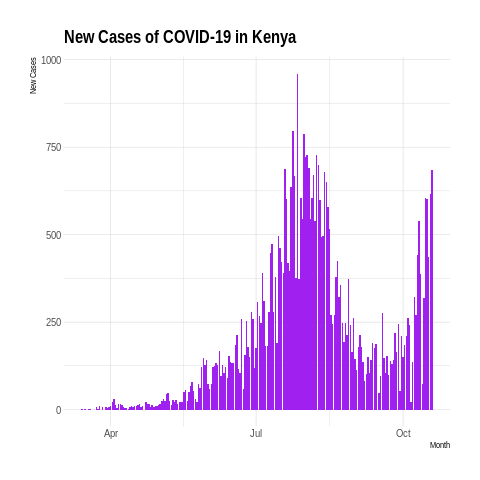 New Cases of COVID-19 in Kenya
New Cases
1000
750
500
250
0
Apr
Jul
Oct
Month